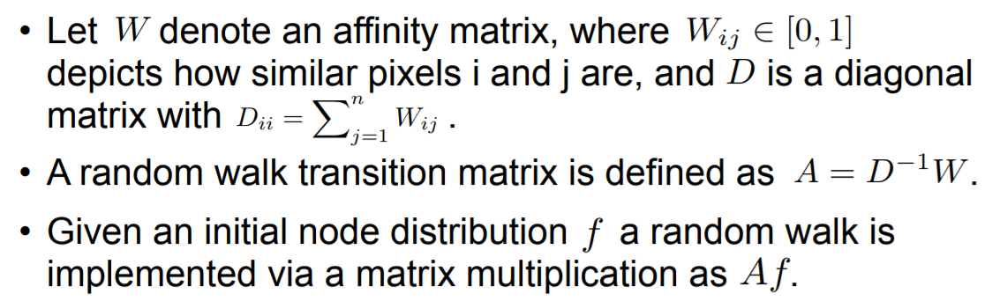 • Let W denote an affinity matrix, where W_{ij} ∈ [0, 1]
depicts how similar pixels i and j are, and D is a diagonal
matrix with D_{ii} = \sum_{j=1}^{n} W_{ij} .
• A random walk transition matrix is defined as A = D^{-1}W.
• Given an initial node distribution f a random walk is
implemented via a matrix multiplication as Af.